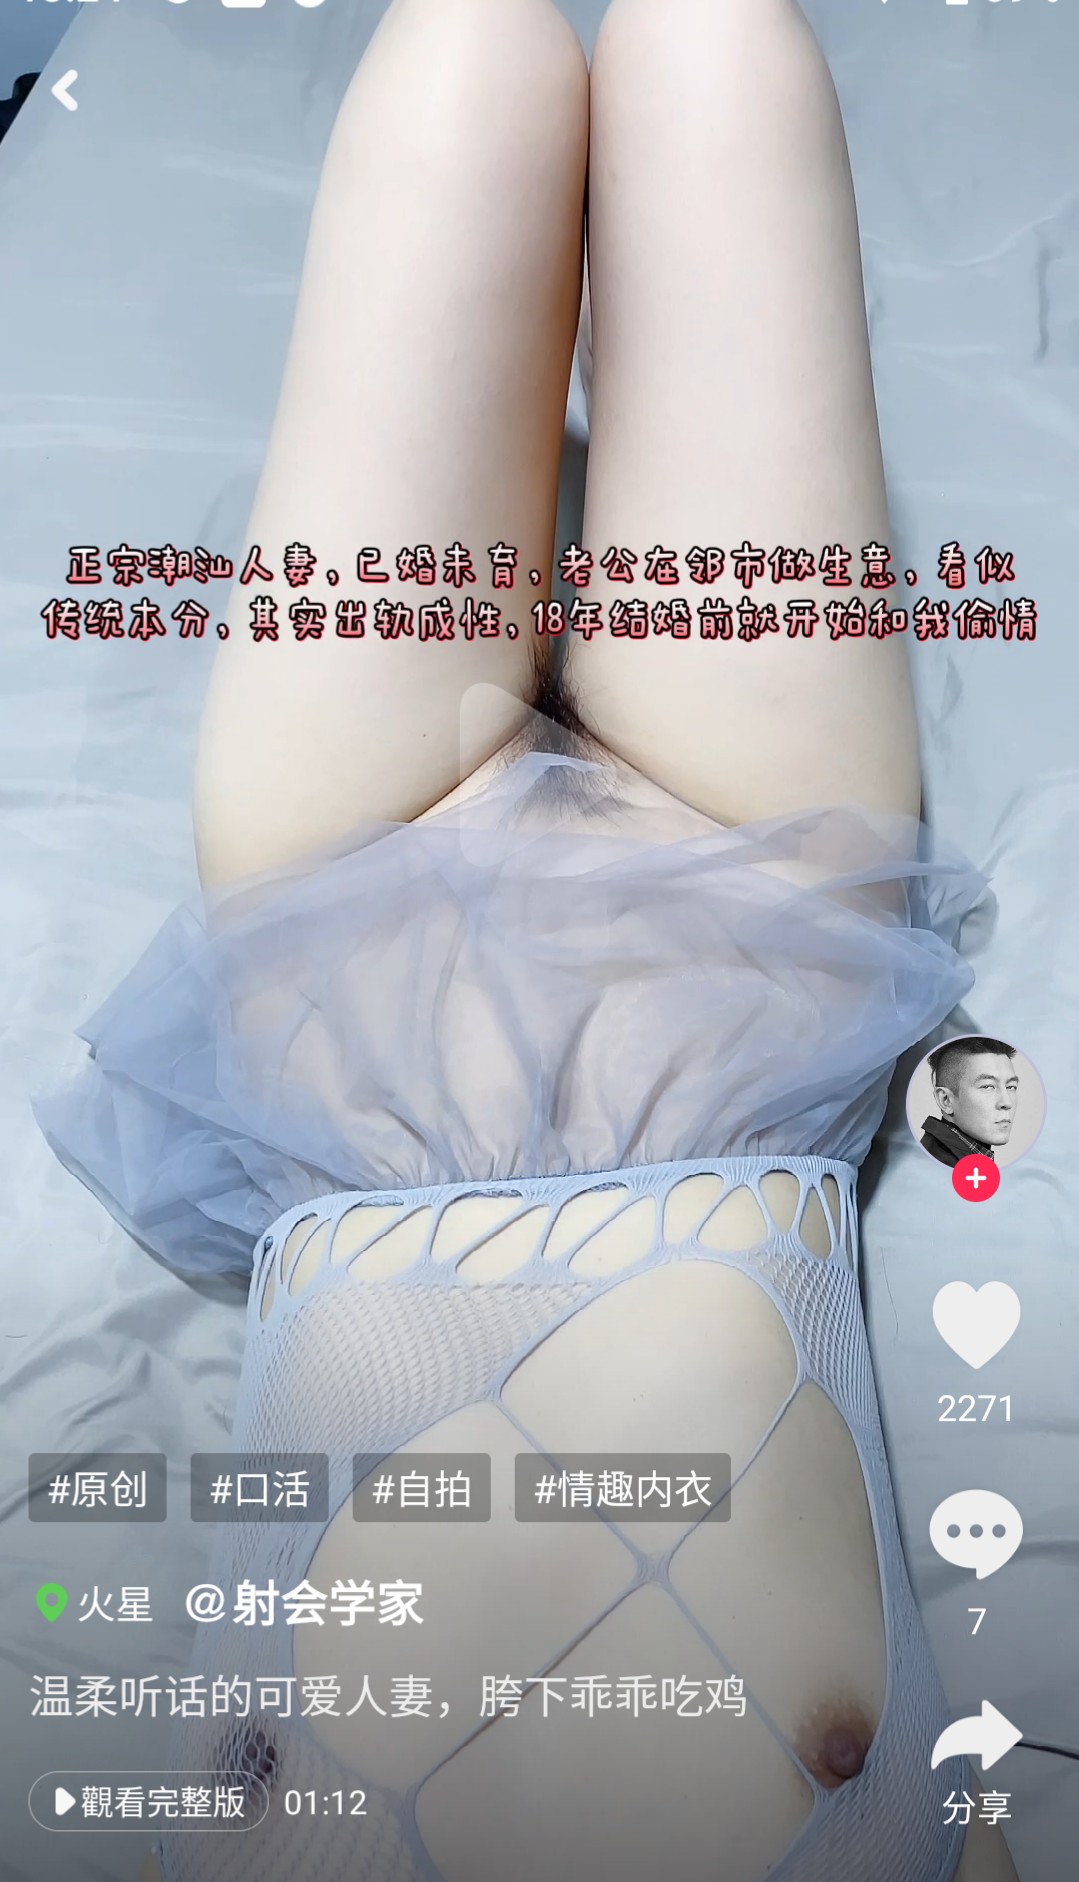 正宗潮汕人妻，已婚未育，老公在邻市做生意，看似
传统本分，其实出轨成性，18年结婚前就开始和我偷情
2271
#原创 #口活 #自拍 #情趣内衣
7
火星 @射会学家
温柔听话的可爱人妻，胯下乖乖吃鸡
觀看完整版 01:12
分享